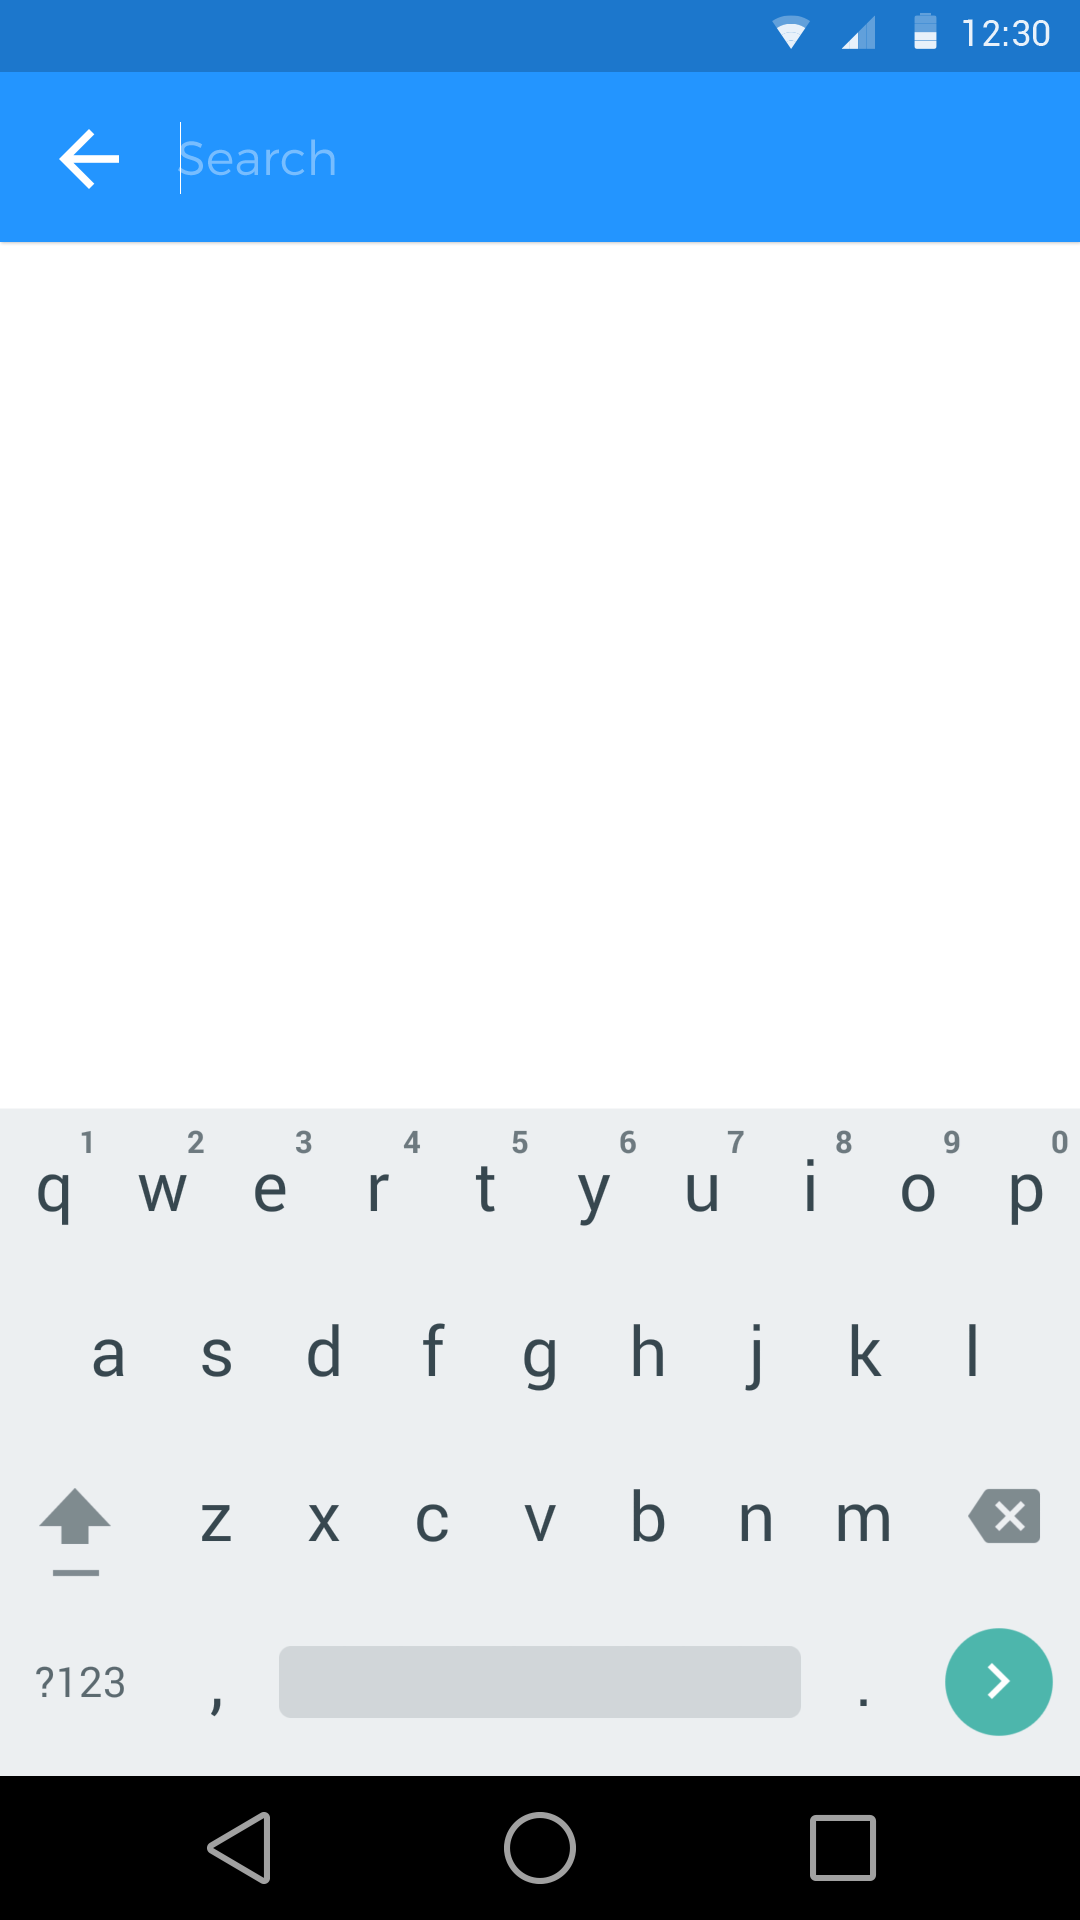 12:30
Search
1 2 3 4 5 6 7 8 9 0
q w e r t y u i o p
a s d f g h j k l
z x c v b n m
?123 , .